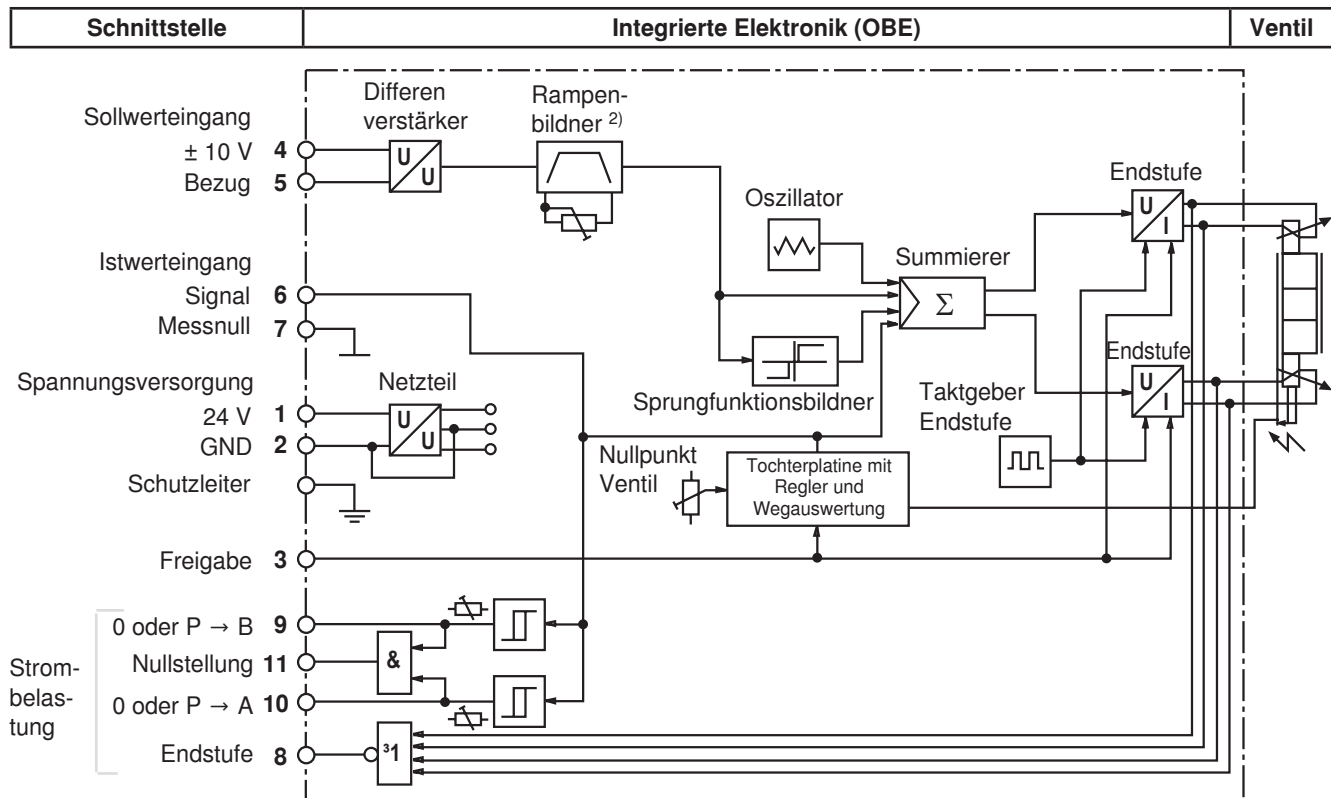 Schnittstelle
Integrierte Elektronik (OBE)
Ventil
Differen
verstärker
Rampen-
bildner 2)
Sollwerteingang
± 10 V 4
Bezug 5
U
U
Endstufe
U
I
Oszillator
Summierer
Σ
Istwerteingang
Signal 6
Messnull 7
Sprungfunktionsbildner
Endstufe
U
I
Spannungsversorgung
24 V 1
GND 2
Schutzleiter
Netzteil
U
U
Taktgeber
Endstufe
Nullpunkt
Ventil
Tochterplatine mit
Regler und
Wegauswertung
Freigabe 3
Strom-
belas-
tung
0 oder P → B 9
Nullstellung 11
0 oder P → A 10
Endstufe 8
&
³1